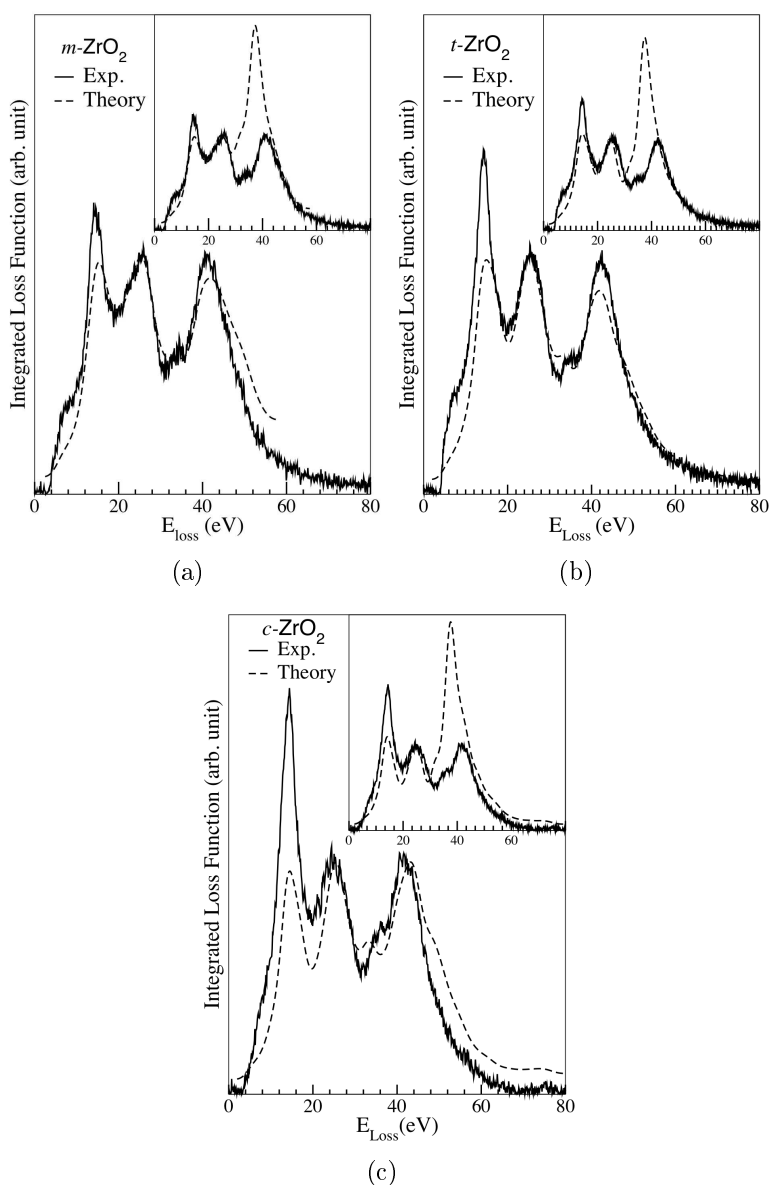 m-ZrO2
Exp.
Theory
20
40
60
0
Integrated Loss Function (arb. unit)
0
20
40
60
80
Eloss (eV)
(a)
t-ZrO2
Exp.
Theory
0
20
40
60
Integrated Loss Function (arb. unit)
0
20
40
60
80
ELoss (eV)
(b)
c-ZrO2
Exp.
Theory
0
20
40
60
Integrated Loss Function (arb. unit)
0
20
40
60
80
ELoss(eV)
(c)